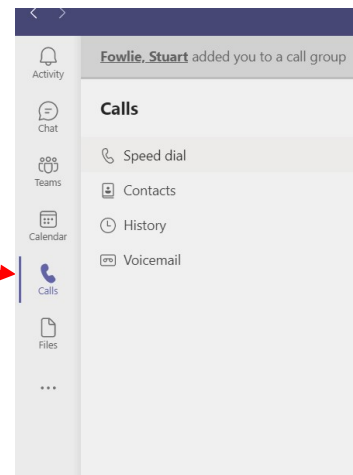 Fowlie, Stuart added you to a call group
Activity
Chat
Teams
Calendar
Calls
Files
Calls
Speed dial
Contacts
History
Voicemail